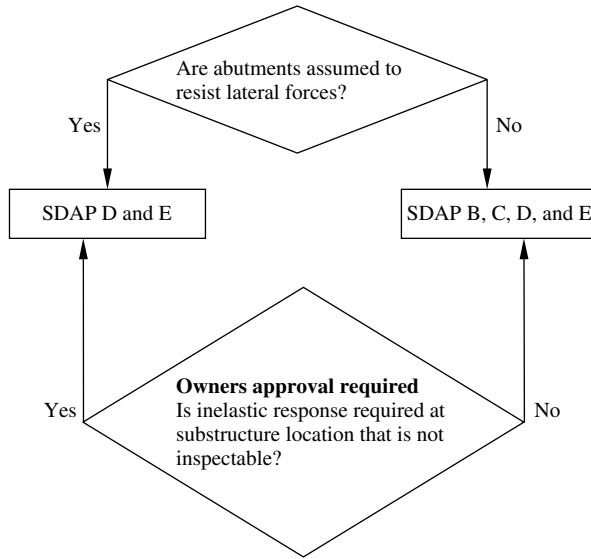 Are abutments assumed to
resist lateral forces?
Yes
No
SDAP D and E
SDAP B, C, D, and E
Owners approval required
Is inelastic response required at
substructure location that is not
inspectable?
Yes
No